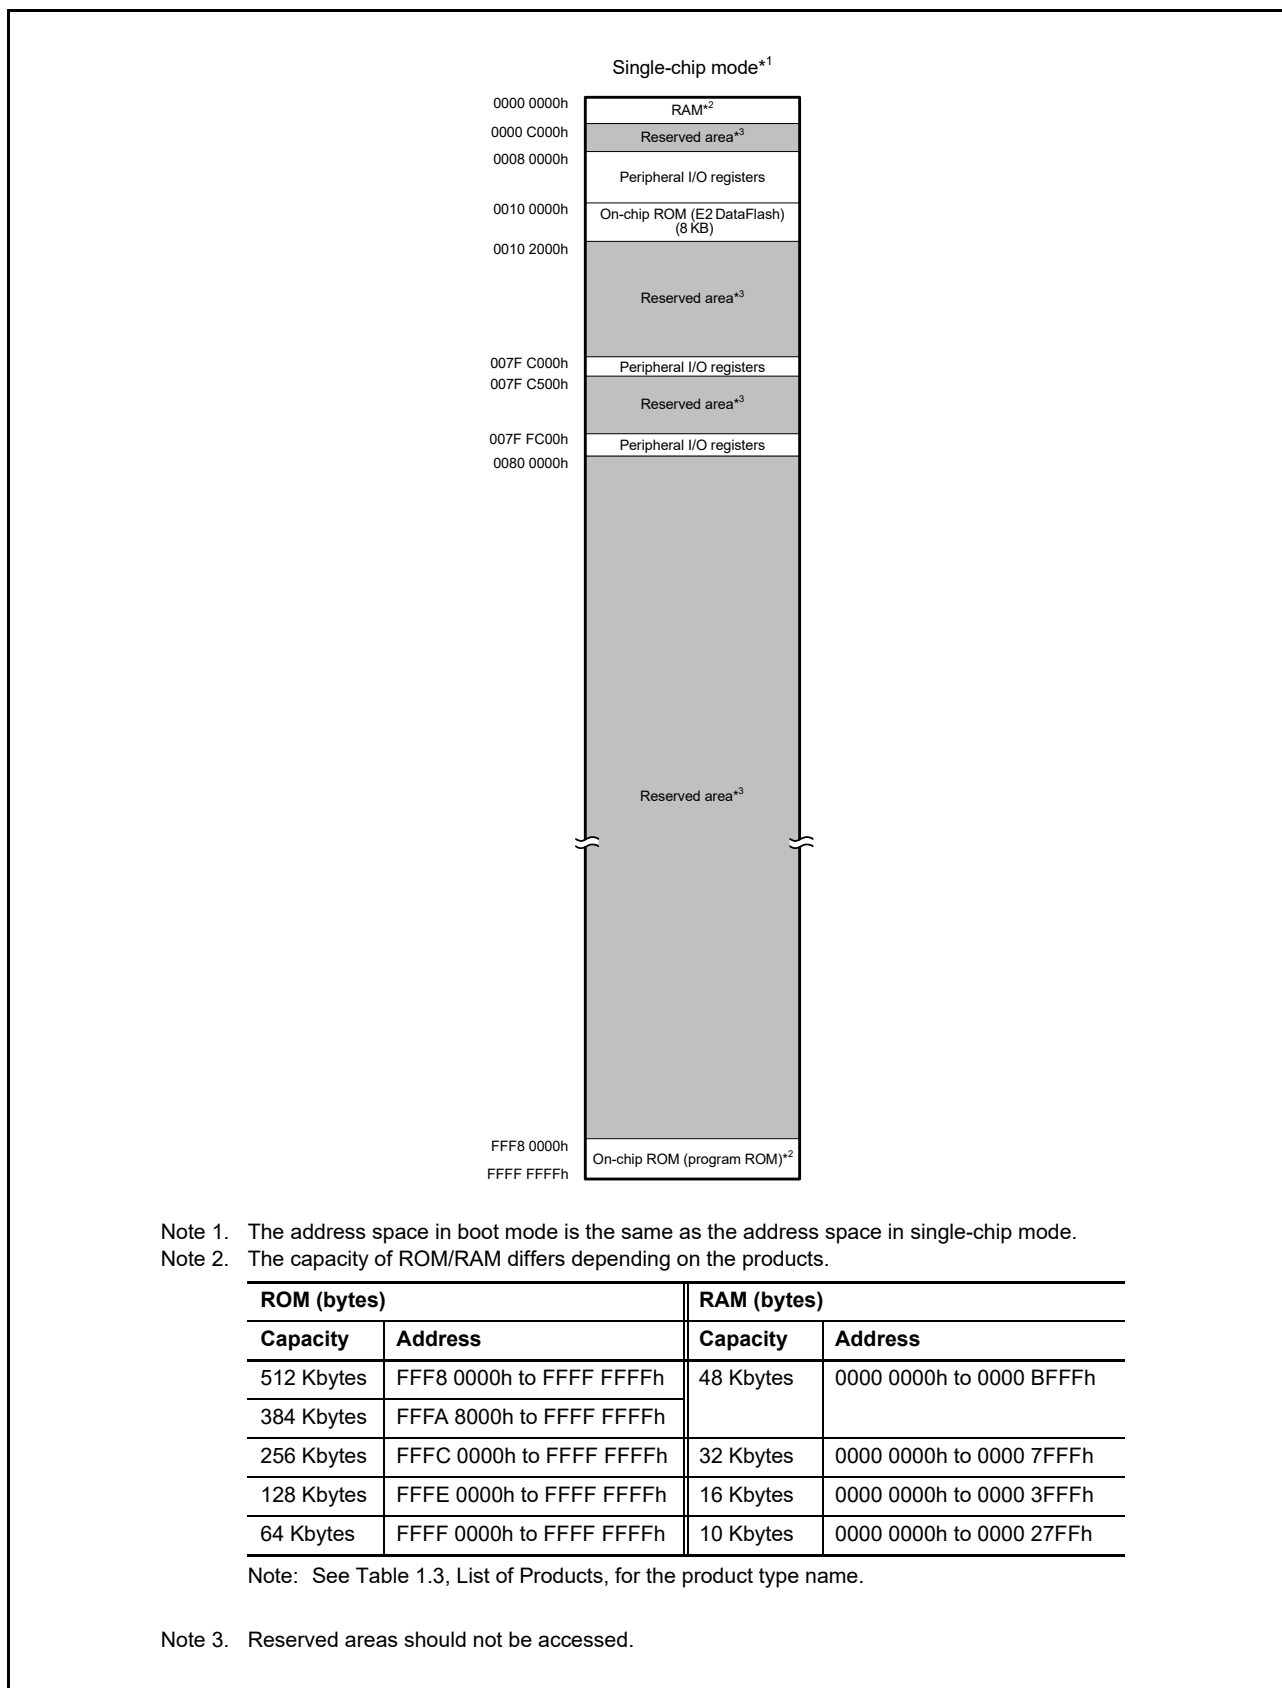 Single-chip mode*1
0000 0000h
RAM*2
0000 C000h
Reserved area*3
0008 0000h
Peripheral I/O registers
0010 0000h
On-chip ROM (E2 DataFlash)
(8 KB)
0010 2000h
Reserved area*3
007F C000h
Peripheral I/O registers
007F C500h
Reserved area*3
007F FC00h
Peripheral I/O registers
0080 0000h
Reserved area*3
FFF8 0000h
On-chip ROM (program ROM)*2
FFFF FFFFh
Note 1. The address space in boot mode is the same as the address space in single-chip mode.
Note 2. The capacity of ROM/RAM differs depending on the products.
ROM (bytes) RAM (bytes)
Capacity Address Capacity Address
512 Kbytes FFF8 0000h to FFFF FFFFh 48 Kbytes 0000 0000h to 0000 BFFFh
384 Kbytes FFFA 8000h to FFFF FFFFh
256 Kbytes FFFC 0000h to FFFF FFFFh 32 Kbytes 0000 0000h to 0000 7FFFh
128 Kbytes FFFE 0000h to FFFF FFFFh 16 Kbytes 0000 0000h to 0000 3FFFh
64 Kbytes FFFF 0000h to FFFF FFFFh 10 Kbytes 0000 0000h to 0000 27FFh
Note: See Table 1.3, List of Products, for the product type name.
Note 3. Reserved areas should not be accessed.